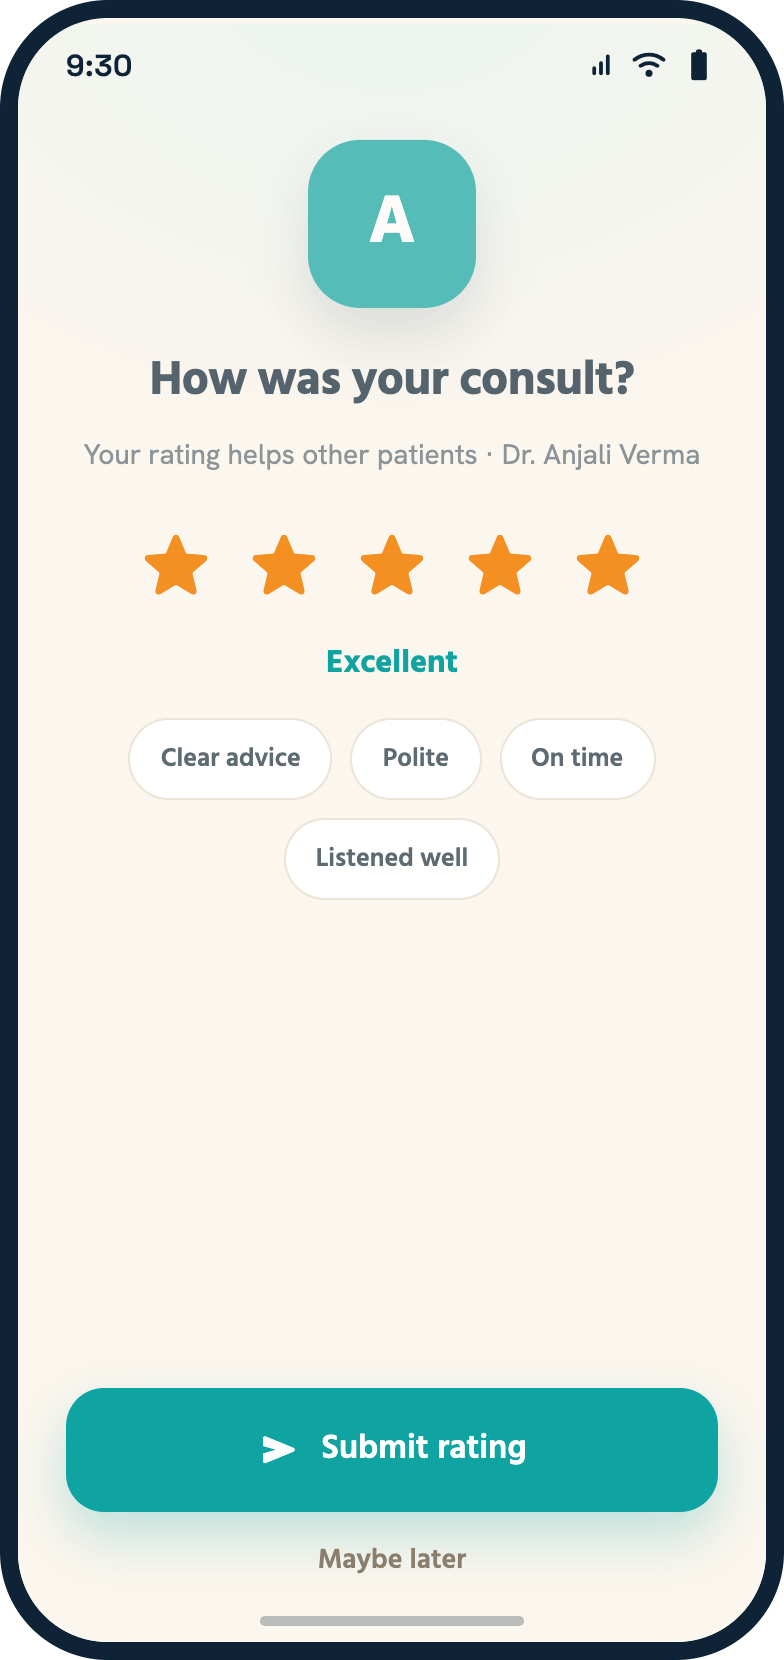 9:30
A
How was your consult?
Your rating helps other patients · Dr. Anjali Verma
Excellent
Clear advice
Polite
On time
Listened well
Submit rating
Maybe later